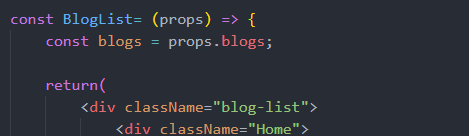 const BlogList= (props) => {
const blogs = props.blogs;
return(
<div className="blog-list">
<div className="Home">